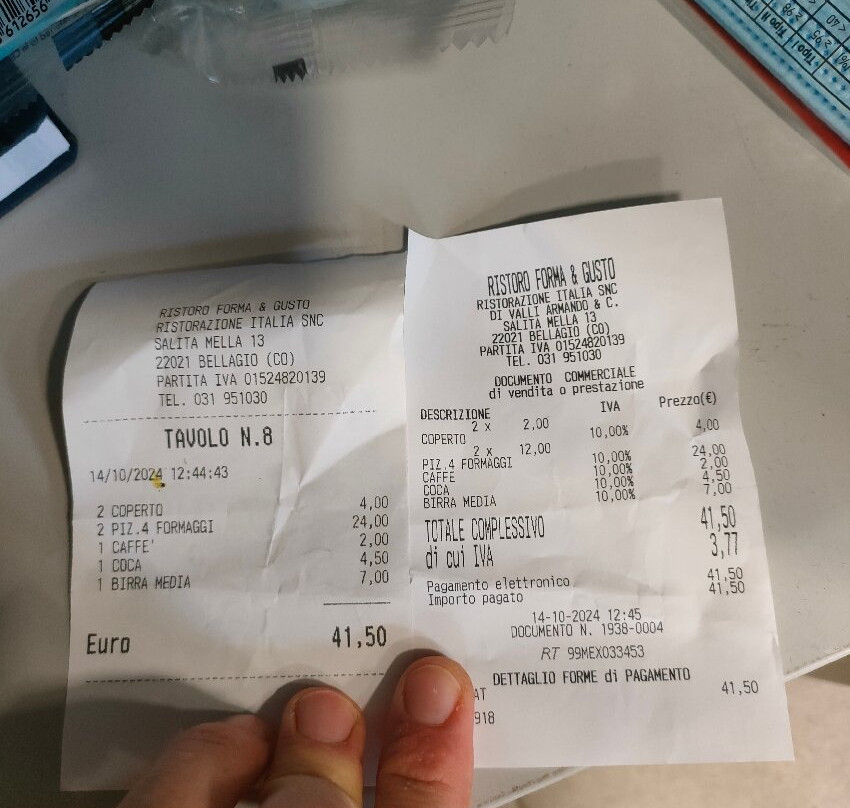 RISTORO FORMA & GUSTO
RISTORAZIONE ITALIA SNC
SALITA MELLA 13
22021 BELLAGIO (CO)
PARTITA IVA 01524820139
TEL. 031 951030
TAVOLO N.8
14/10/2024 12:44:43
2 COPERTO 4,00
2 PIZ.4 FORMAGGI 24,00
1 CAFFE' 2,00
1 COCA 4,50
1 BIRRA MEDIA 7,00
Euro 41,50
RISTORO FORMA & GUSTO
RISTORAZIONE ITALIA SNC
DI VALLI ARMANDO & C.
SALITA MELLA 13
22021 BELLAGIO (CO)
PARTITA IVA 01524820139
TEL. 031 951030
DOCUMENTO COMMERCIALE
di vendita o prestazione
DESCRIZIONE IVA Prezzo(€)
2 x 2,00
COPERTO 10,00% 4,00
2 x 12,00
PIZ.4 FORMAGGI 10,00% 24,00
CAFFE 10,00% 2,00
COCA 10,00% 4,50
BIRRA MEDIA 10,00% 7,00
TOTALE COMPLESSIVO 41,50
di cui IVA 3,77
Pagamento elettronico 41,50
Importo pagato 41,50
14-10-2024 12:45
DOCUMENTO N. 1938-0004
RT 99MEX033453
DETTAGLIO FORME di PAGAMENTO
AT 41,50
918